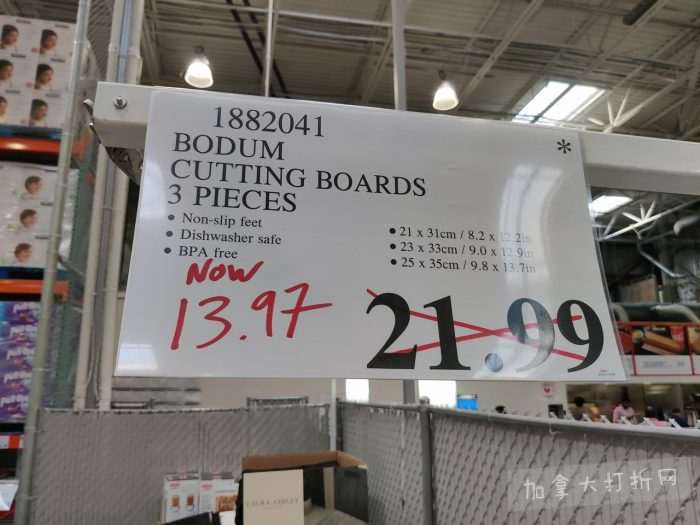 1882041
*
BODUM
CUTTING BOARDS
3 PIECES
• Non-slip feet
• Dishwasher safe
• BPA free
• 21 x 31cm / 8.2 x 12.2in
• 23 x 33cm / 9.0 x 12.9in
• 25 x 35cm / 9.8 x 13.7in
Now
13.97
21.99
加拿大打折网